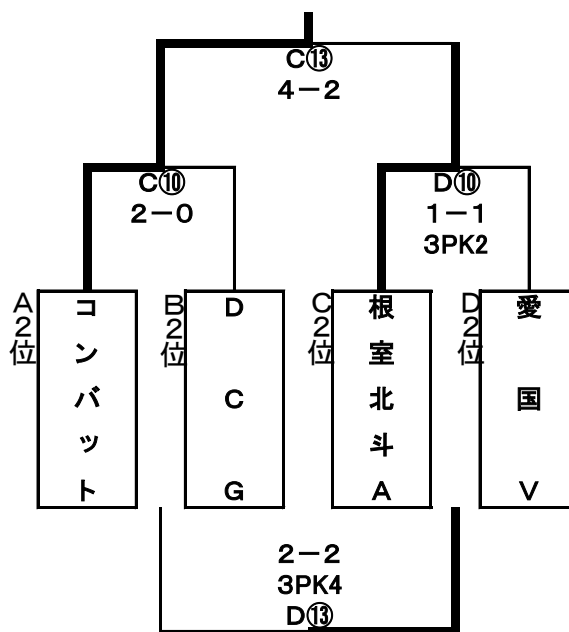 C⑬
4－2
C⑩
2－0
D⑩
1－1
3PK2
A2位
コンバット
B2位
DCG
C2位
根室北斗A
D2位
愛国V
2－2
3PK4
D⑬